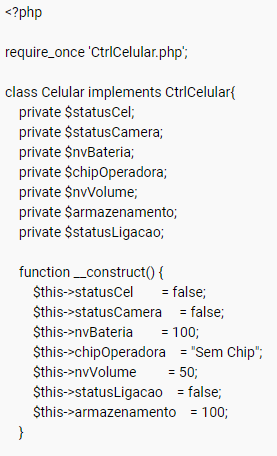 <?php
require_once 'CtrlCelular.php';
class Celular implements CtrlCelular{
private $statusCel;
private $statusCamera;
private $nvBateria;
private $chipOperadora;
private $nvVolume;
private $armazenamento;
private $statusLigacao;
function __construct() {
$this->statusCel = false;
$this->statusCamera = false;
$this->nvBateria = 100;
$this->chipOperadora = "Sem Chip";
$this->nvVolume = 50;
$this->statusLigacao = false;
$this->armazenamento = 100;
}